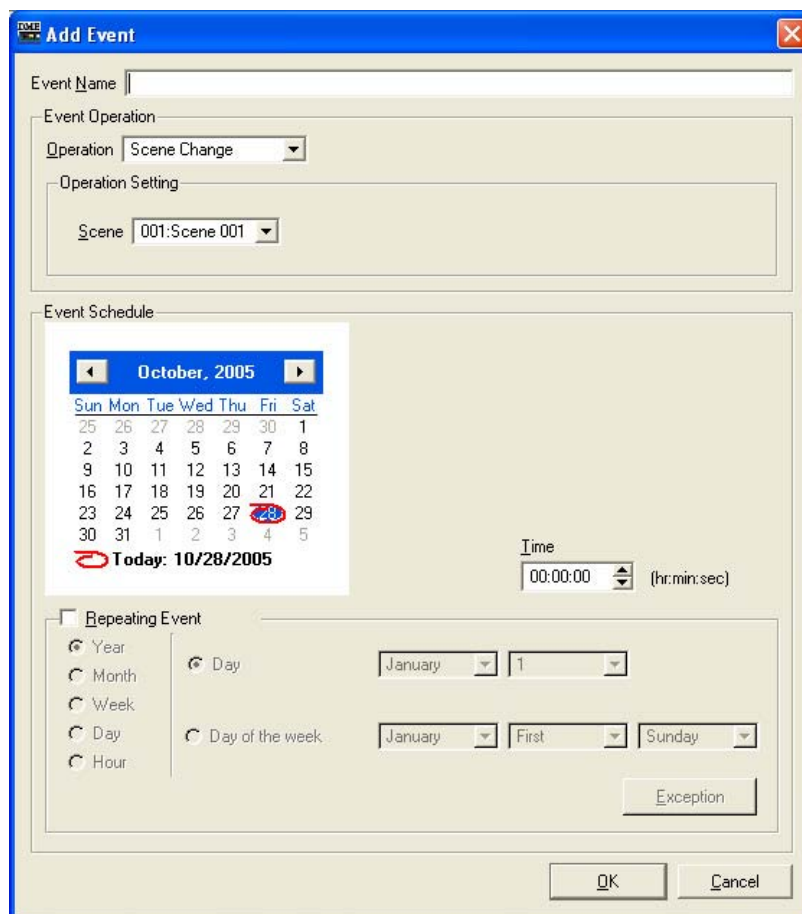 TIME
Add Event
Event Name
Event Operation
Operation Scene Change
Operation Setting
Scene 001:Scene 001
Event Schedule
October, 2005
Sun Mon Tue Wed Thu Fri Sat
25 26 27 28 29 30 1
2 3 4 5 6 7 8
9 10 11 12 13 14 15
16 17 18 19 20 21 22
23 24 25 26 27 28 29
30 31 1 2 3 4 5
Today: 10/28/2005
Time
00:00:00 (hr:min:sec)
Repeating Event
Year
Month
Week
Day
Hour
Day January 1
Day of the week January First Sunday
Exception
OK Cancel